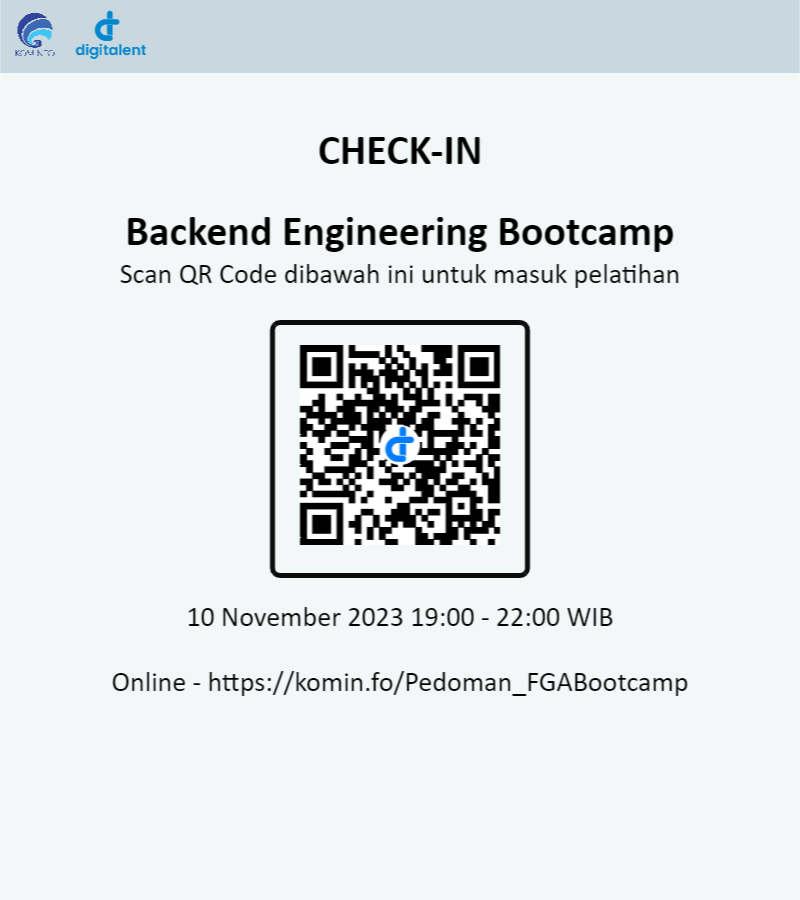 KOMINFO
digitalent
CHECK-IN
Backend Engineering Bootcamp
Scan QR Code dibawah ini untuk masuk pelatihan
10 November 2023 19:00 - 22:00 WIB
Online - https://komin.fo/Pedoman_FGABootcamp